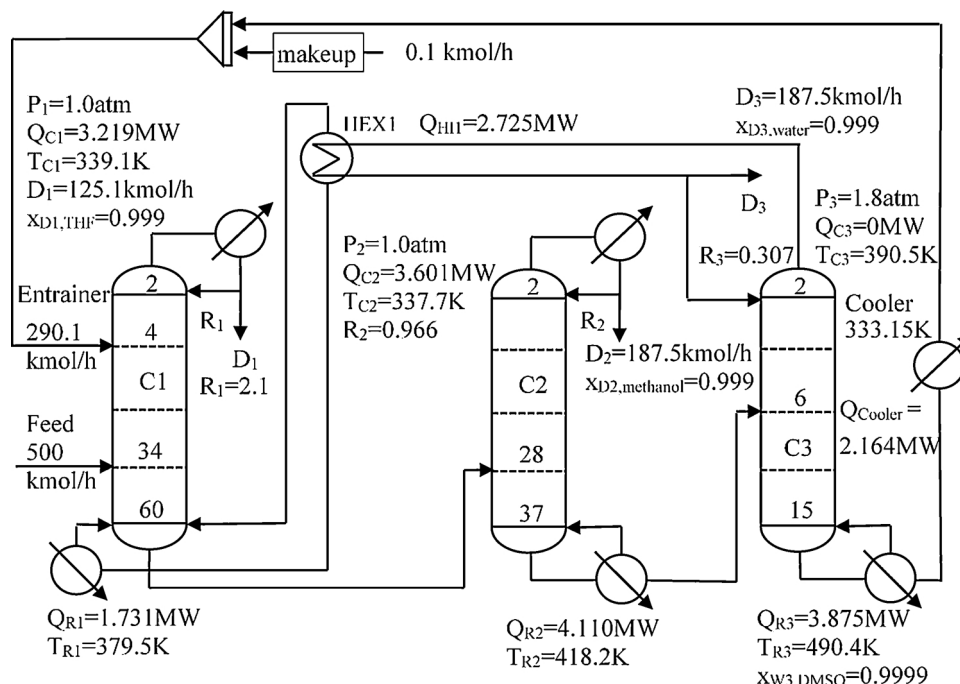 makeup
0.1 kmol/h
P1=1.0atm
QC1=3.219MW
TC1=339.1K
D1=125.1kmol/h
xD1,THF=0.999
HEX1
QHI1=2.725MW
D3=187.5kmol/h
xD3,water=0.999
D3
P3=1.8atm
QC3=0MW
TC3=390.5K
R3=0.307
P2=1.0atm
QC2=3.601MW
TC2=337.7K
R2=0.966
Entrainer
290.1
kmol/h
Feed
500
kmol/h
2
4
C1
34
60
R1
D1
R1=2.1
2
C2
28
37
R2
D2=187.5kmol/h
xD2,methanol=0.999
2
6
C3
15
Cooler
333.15K
QCooler =
2.164MW
QR1=1.731MW
TR1=379.5K
QR2=4.110MW
TR2=418.2K
QR3=3.875MW
TR3=490.4K
xW3,DMSO=0.9999